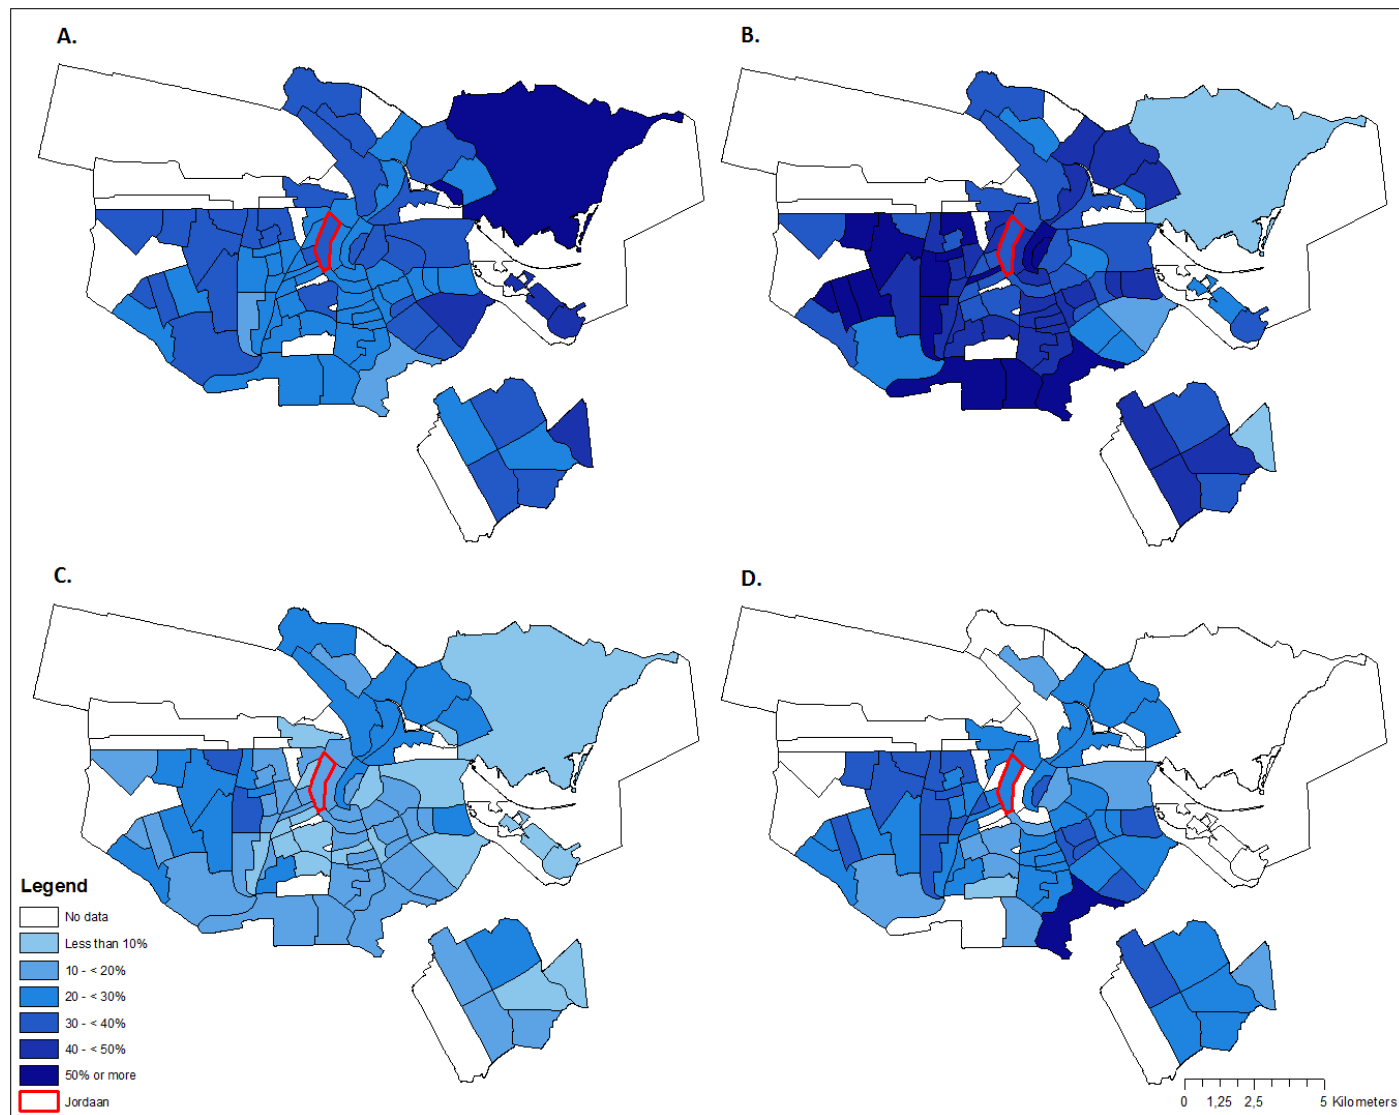 A.
B.
C.
D.
Legend
No data
Less than 10%
10 - < 20%
20 - < 30%
30 - < 40%
40 - < 50%
50% or more
Jordaan
0 1,25 2,5 5 Kilometers